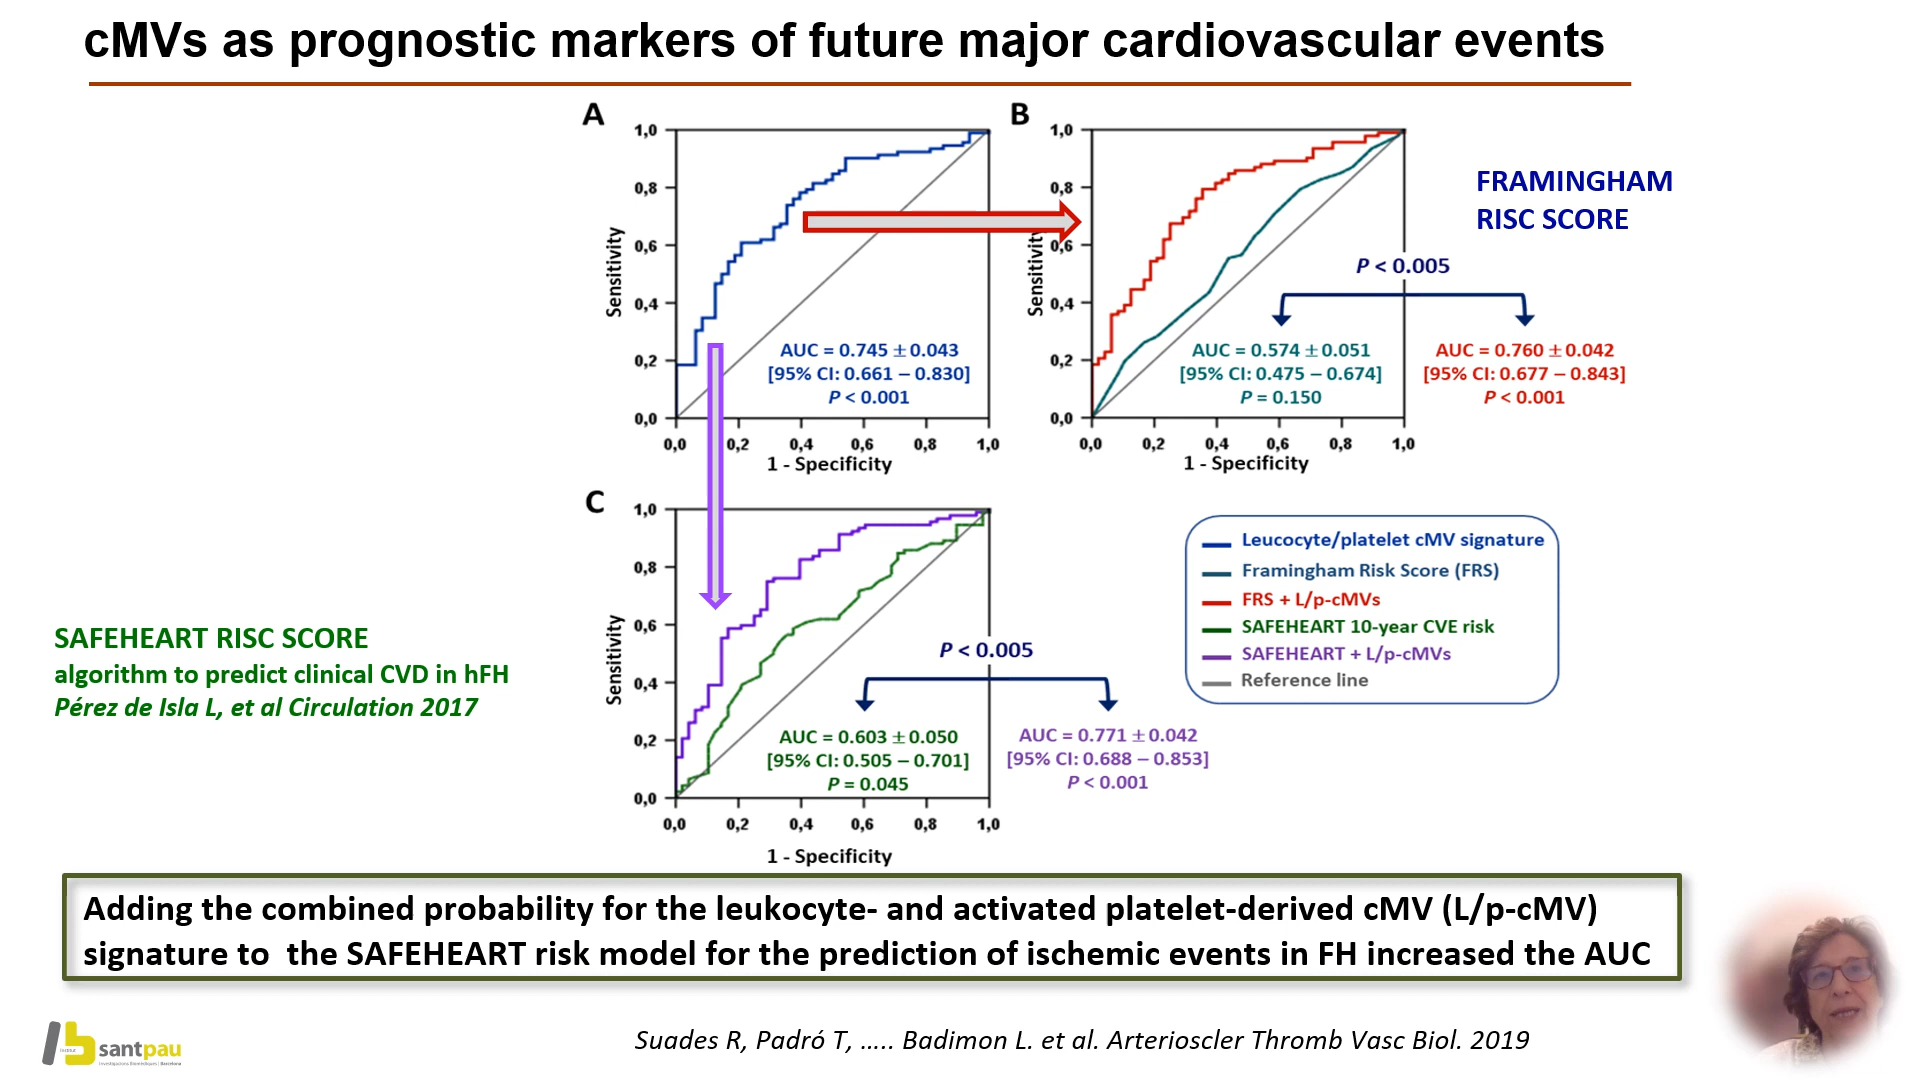 cMVs as prognostic markers of future major cardiovascular events
A
1,0
0,8
0,6
0,4
0,2
0,0
Sensitivity
AUC = 0.745 ± 0.043
[95% CI: 0.661 – 0.830]
P < 0.001
0,0 0,2 0,4 0,6 0,8 1,0
1 - Specificity
B
1,0
0,8
0,6
0,4
0,2
0,0
Sensitivity
FRAMINGHAM
RISC SCORE
P < 0.005
AUC = 0.574 ± 0.051
[95% CI: 0.475 – 0.674]
P = 0.150
AUC = 0.760 ± 0.042
[95% CI: 0.677 – 0.843]
P < 0.001
0,0 0,2 0,4 0,6 0,8 1,0
1 - Specificity
C
1,0
0,8
0,6
0,4
0,2
0,0
Sensitivity
P < 0.005
AUC = 0.603 ± 0.050
[95% CI: 0.505 – 0.701]
P = 0.045
AUC = 0.771 ± 0.042
[95% CI: 0.688 – 0.853]
P < 0.001
0,0 0,2 0,4 0,6 0,8 1,0
1 - Specificity
Leucocyte/platelet cMV signature
Framingham Risk Score (FRS)
FRS + L/p-cMVs
SAFEHEART 10-year CVE risk
SAFEHEART + L/p-cMVs
Reference line
SAFEHEART RISC SCORE
algorithm to predict clinical CVD in hFH
Pérez de Isla L, et al Circulation 2017
Adding the combined probability for the leukocyte- and activated platelet-derived cMV (L/p-cMV)
signature to the SAFEHEART risk model for the prediction of ischemic events in FH increased the AUC
santpau
Suades R, Padró T, ….. Badimon L. et al. Arterioscler Thromb Vasc Biol. 2019